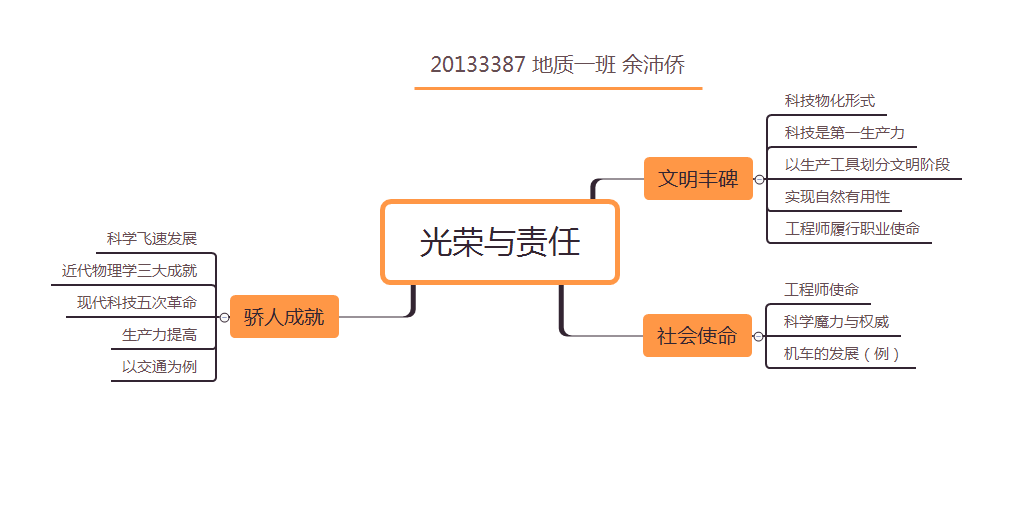 20133387 地质一班 余沛侨
光荣与责任
文明丰碑
科技物化形式
科技是第一生产力
以生产工具划分文明阶段
实现自然有用性
工程师履行职业使命
社会使命
工程师使命
科学魔力与权威
机车的发展（例）
骄人成就
科学飞速发展
近代物理学三大成就
现代科技五次革命
生产力提高
以交通为例